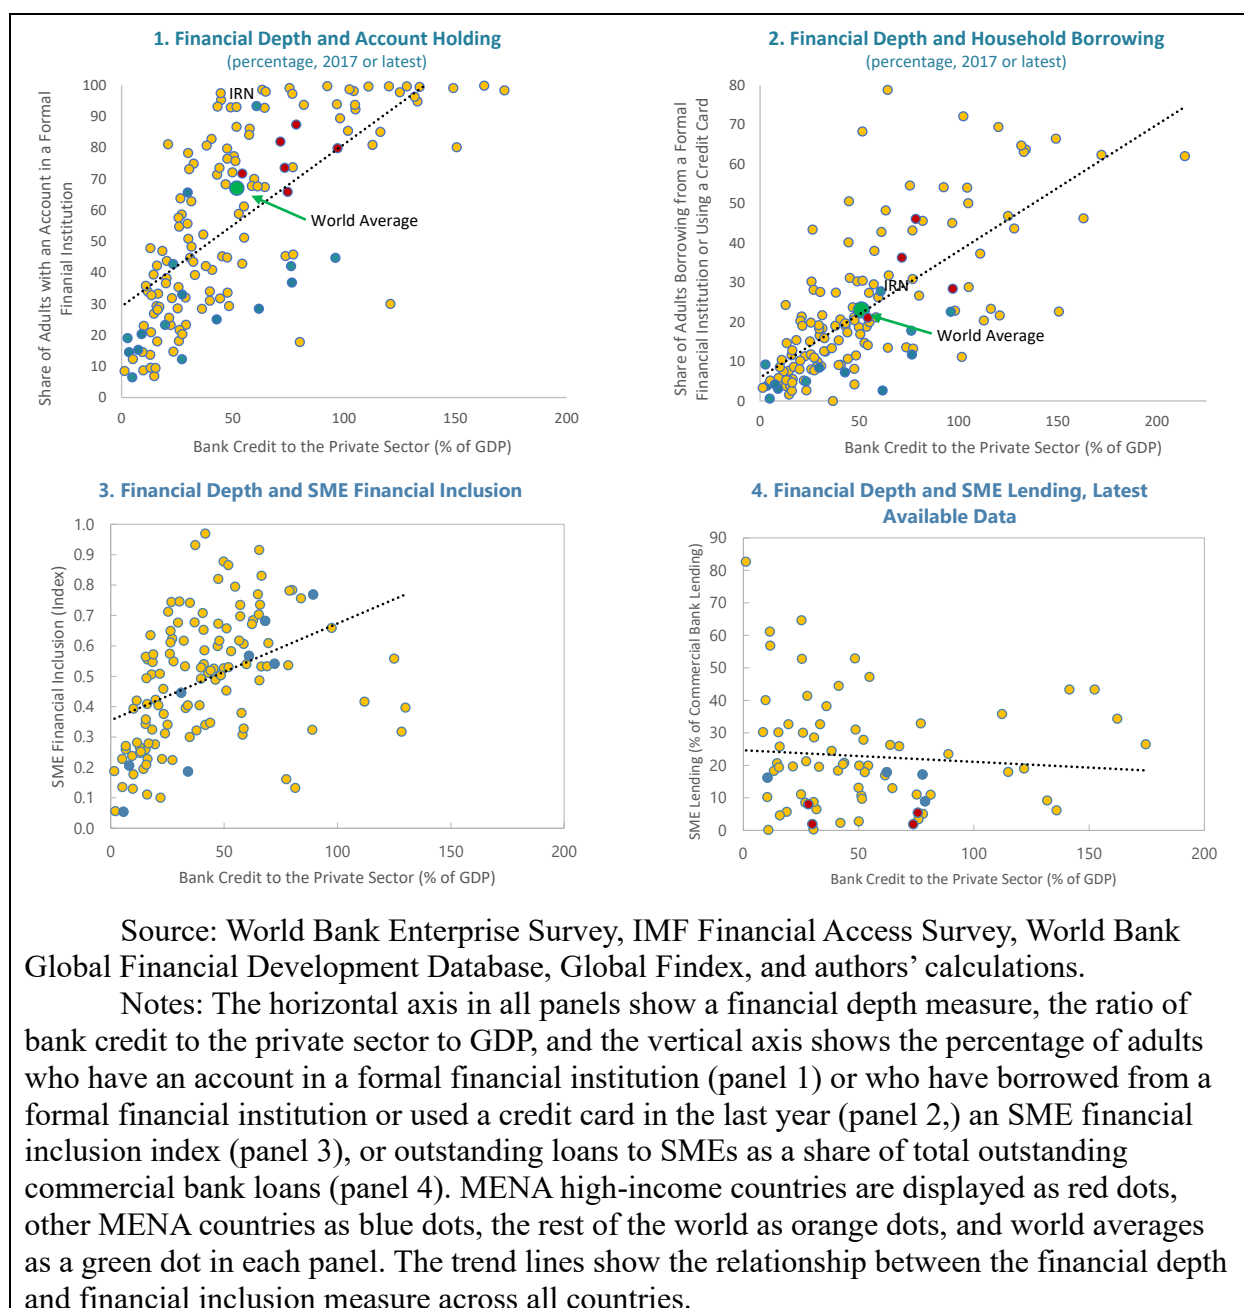 1. Financial Depth and Account Holding
(percentage, 2017 or latest)
Share of Adults with an Account in a Formal
Finanial Institution
100
90
80
70
60
50
40
30
20
10
0
IRN
World Average
0 50 100 150 200
Bank Credit to the Private Sector (% of GDP)
2. Financial Depth and Household Borrowing
(percentage, 2017 or latest)
Share of Adults Borrowing from a Formal
Financial Institution or Using a Credit Card
80
70
60
50
40
30
20
10
0
IRN
World Average
0 50 100 150 200
Bank Credit to the Private Sector (% of GDP)
3. Financial Depth and SME Financial Inclusion
SME Financial Inclusion (Index)
1.0
0.9
0.8
0.7
0.6
0.5
0.4
0.3
0.2
0.1
0.0
0 50 100 150 200
Bank Credit to the Private Sector (% of GDP)
4. Financial Depth and SME Lending, Latest
Available Data
SME Lending (% of Commercial Bank Lending)
90
80
70
60
50
40
30
20
10
0
0 50 100 150 200
Bank Credit to the Private Sector (% of GDP)
Source: World Bank Enterprise Survey, IMF Financial Access Survey, World Bank
Global Financial Development Database, Global Findex, and authors’ calculations.
Notes: The horizontal axis in all panels show a financial depth measure, the ratio of
bank credit to the private sector to GDP, and the vertical axis shows the percentage of adults
who have an account in a formal financial institution (panel 1) or who have borrowed from a
formal financial institution or used a credit card in the last year (panel 2,) an SME financial
inclusion index (panel 3), or outstanding loans to SMEs as a share of total outstanding
commercial bank loans (panel 4). MENA high-income countries are displayed as red dots,
other MENA countries as blue dots, the rest of the world as orange dots, and world averages
as a green dot in each panel. The trend lines show the relationship between the financial depth
and financial inclusion measure across all countries.